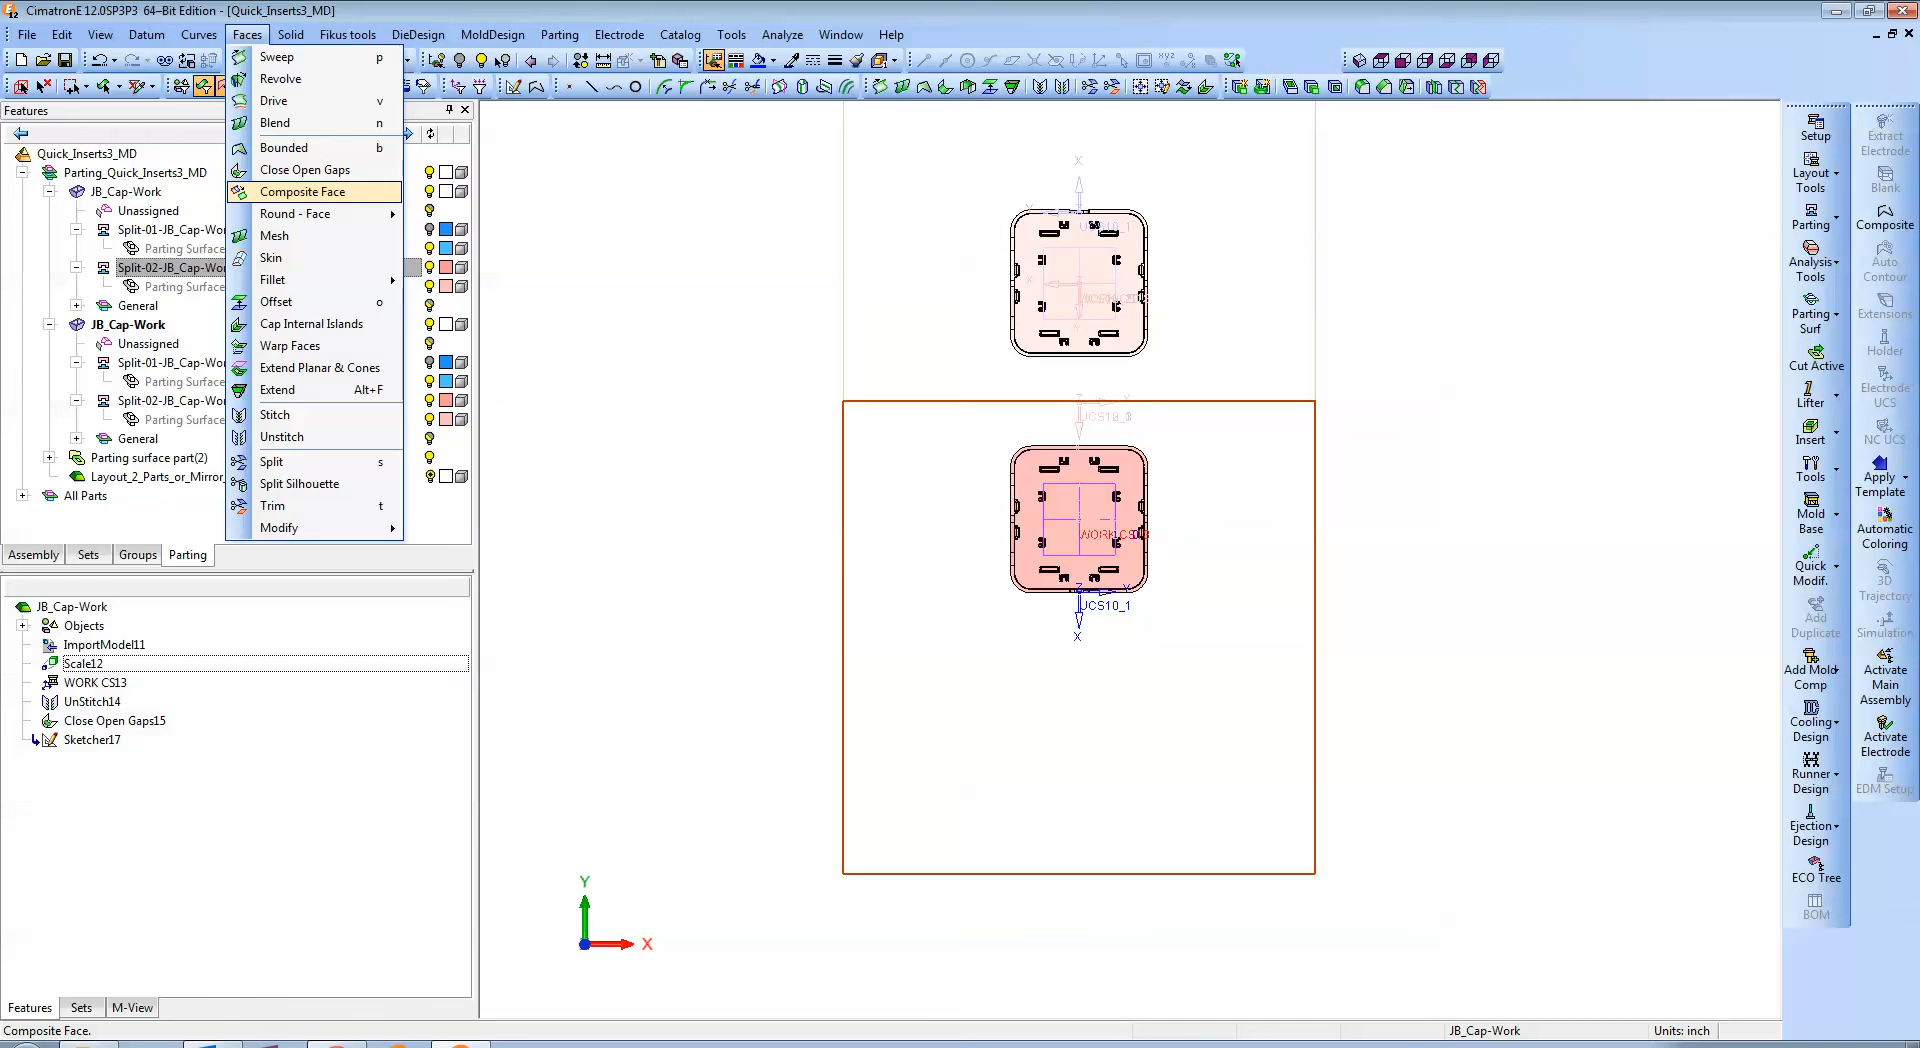 CimatronE 12.0SP3P3 64–Bit Edition - [Quick_Inserts3_MD]
File Edit View Datum Curves Faces Solid Fikus tools DieDesign MoldDesign Parting Electrode Catalog Tools Analyze Window Help
Features
Quick_Inserts3_MD
Parting_Quick_Inserts3_MD
JB_Cap-Work
Unassigned
Split-01-JB_Cap-Wo
Parting Surface
Split-02-JB_Cap-Wo
Parting Surface
General
JB_Cap-Work
Unassigned
Split-01-JB_Cap-Wo
Parting Surface
Split-02-JB_Cap-Wo
Parting Surface
General
Parting surface part(2)
Layout_2_Parts_or_Mirror_
All Parts
Assembly Sets Groups Parting
Sweep p
Revolve
Drive v
Blend n
Bounded b
Close Open Gaps
Composite Face
Round - Face
Mesh
Skin
Fillet
Offset o
Cap Internal Islands
Warp Faces
Extend Planar & Cones
Extend Alt+F
Stitch
Unstitch
Split s
Split Silhouette
Trim t
Modify
JB_Cap-Work
Objects
ImportModel11
Scale12
WORK CS13
UnStitch14
Close Open Gaps15
Sketcher17
Features Sets M-View
X
UCS10_3
WORK CS
Z Y
UCS10_1
X
Y
X
Setup
Layout Tools
Parting
Analysis Tools
Parting Surf
Cut Active
Lifter
Insert
Tools
Mold Base
Quick Modif.
Add Duplicate
Add Mold Comp
Cooling Design
Runner Design
Ejection Design
ECO Tree
BOM
Extract Electrode
Blank
Composite
Auto Contour
Extensions
Holder
Electrode UCS
NC UCS
Apply Template
Automatic Coloring
3D Trajectory
Simulation
Activate Main Assembly
Activate Electrode
EDM Setup
Composite Face.
JB_Cap-Work
Units: inch